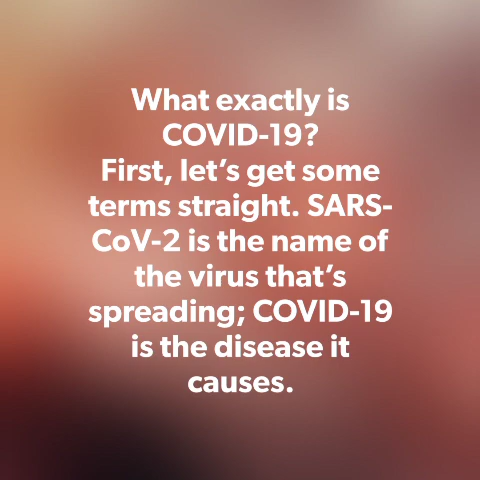 What exactly is
COVID-19?
First, let’s get some
terms straight. SARS-
CoV-2 is the name of
the virus that’s
spreading; COVID-19
is the disease it
causes.